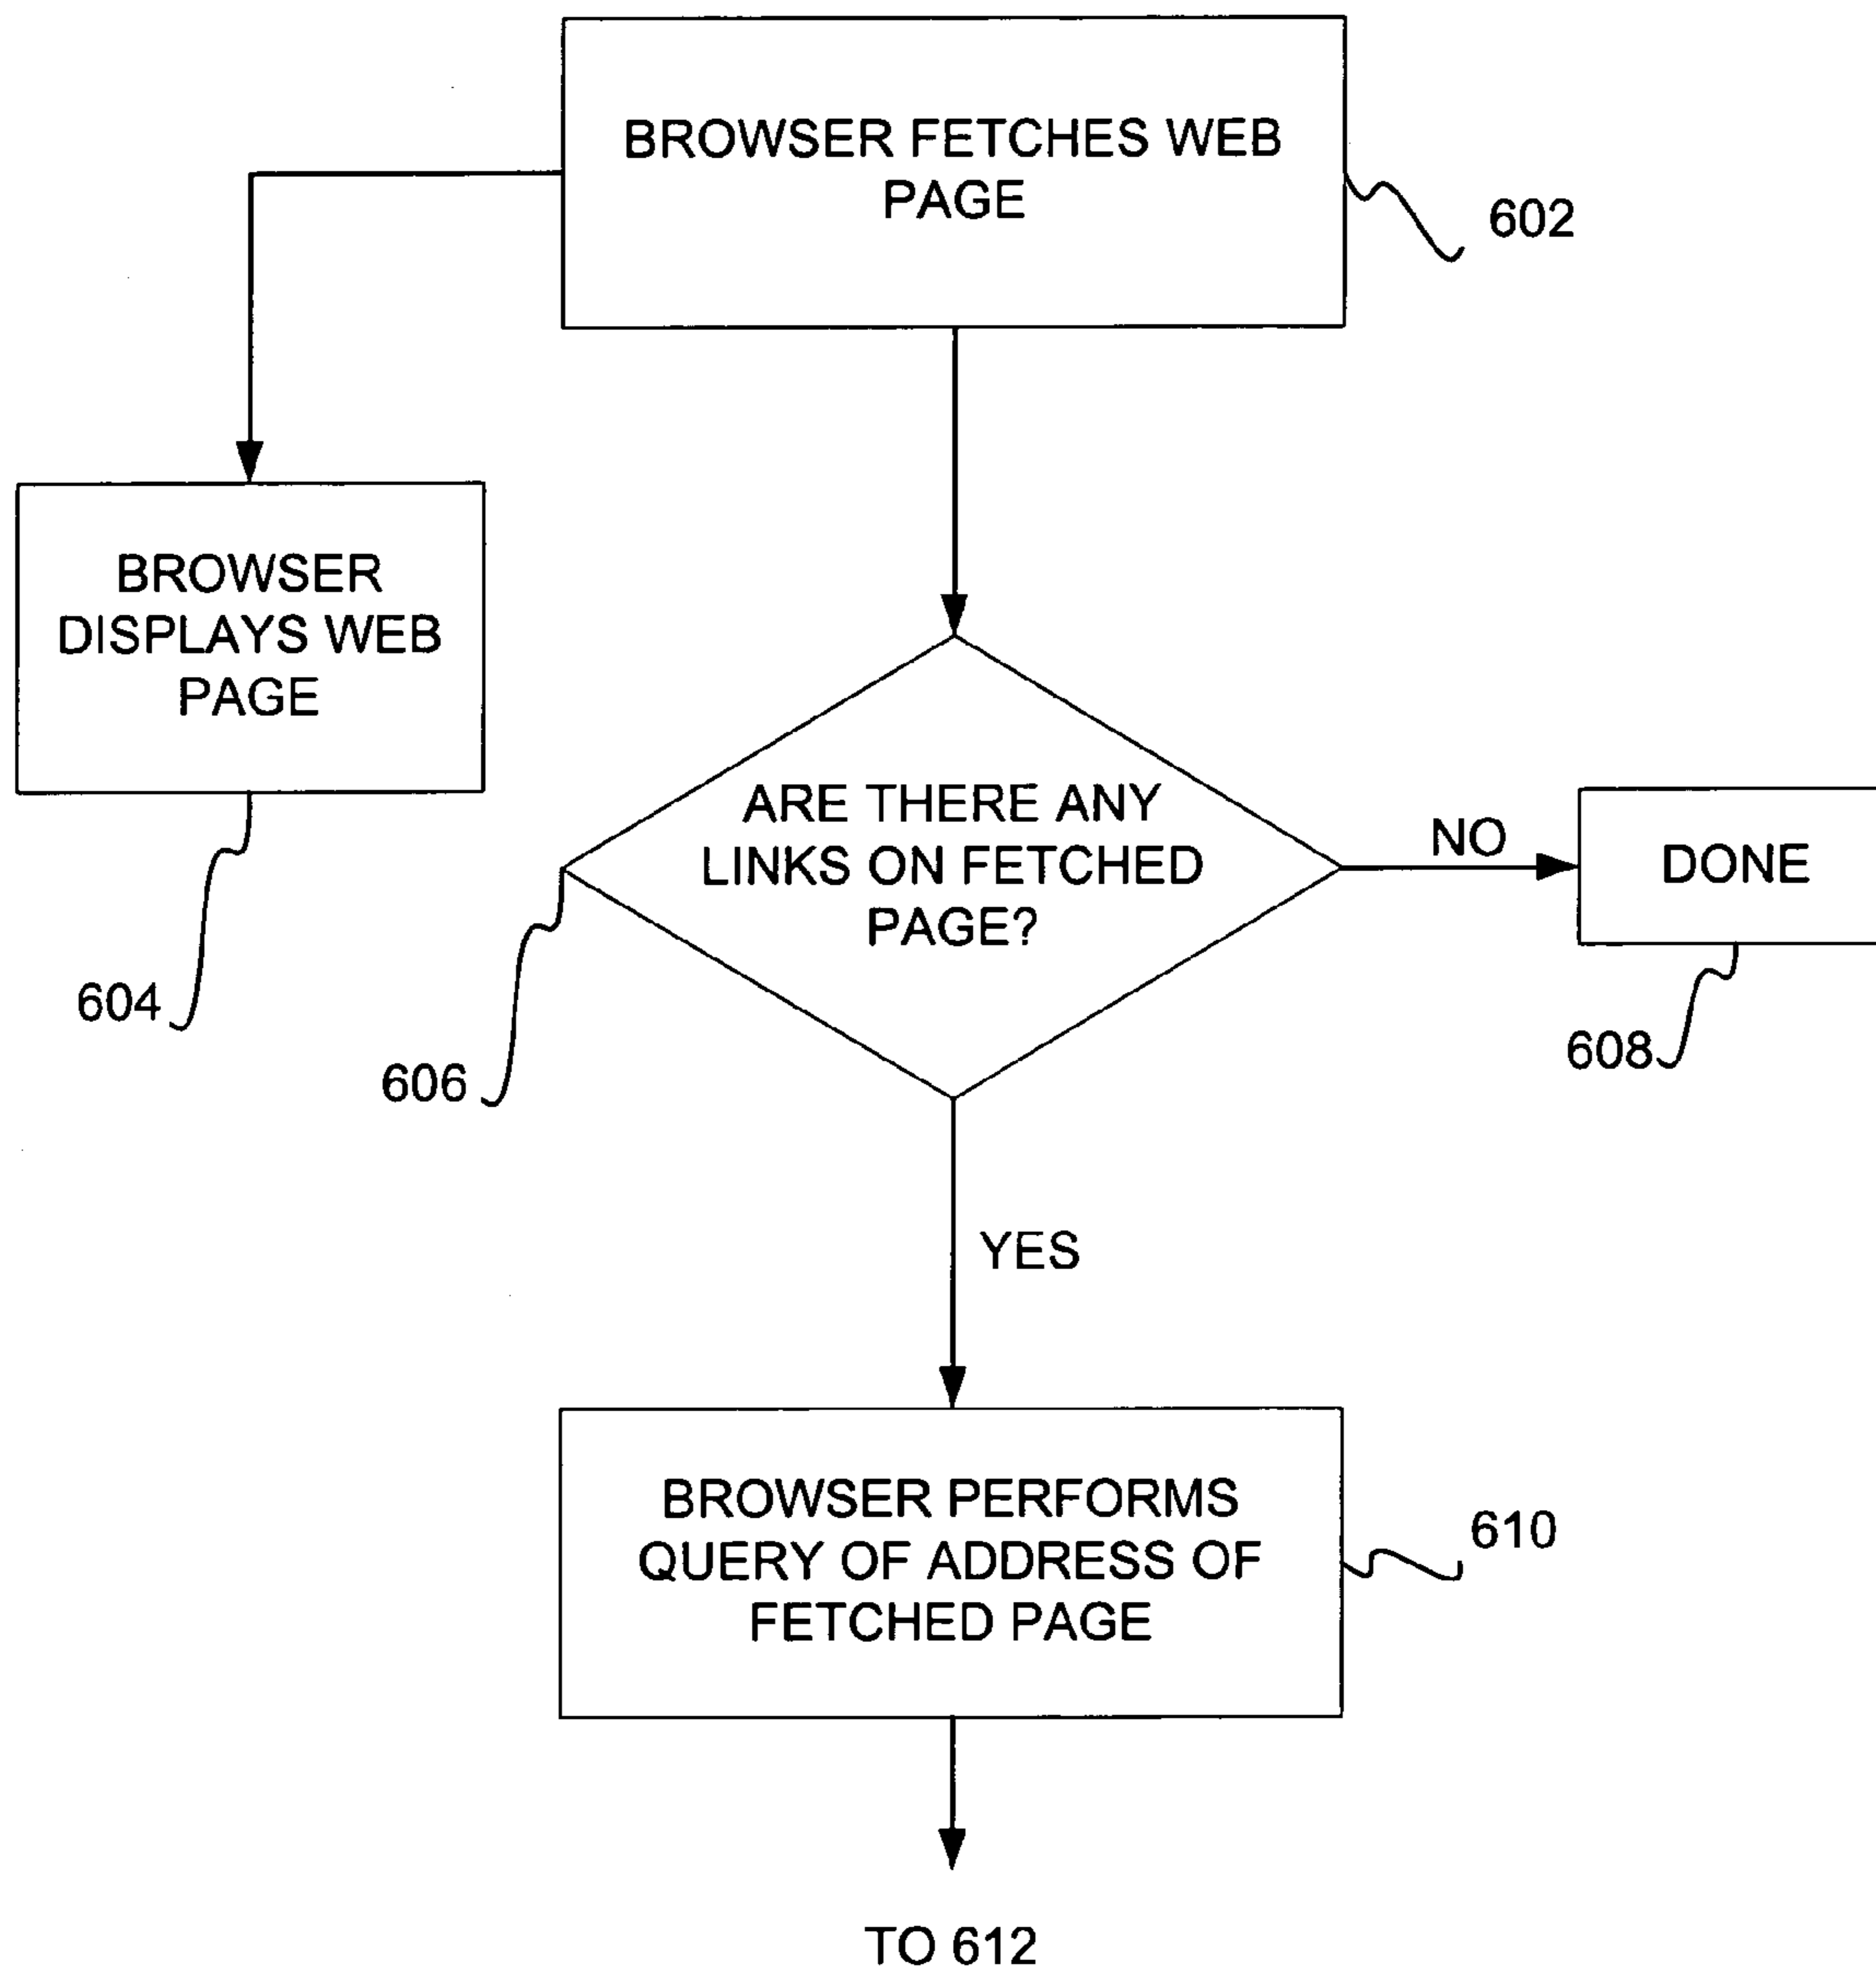 BROWSER FETCHES WEB
PAGE
602
BROWSER
DISPLAYS WEB
PAGE
604
ARE THERE ANY
LINKS ON FETCHED
PAGE?
606
NO
DONE
608
YES
BROWSER PERFORMS
QUERY OF ADDRESS OF
FETCHED PAGE
610
TO 612